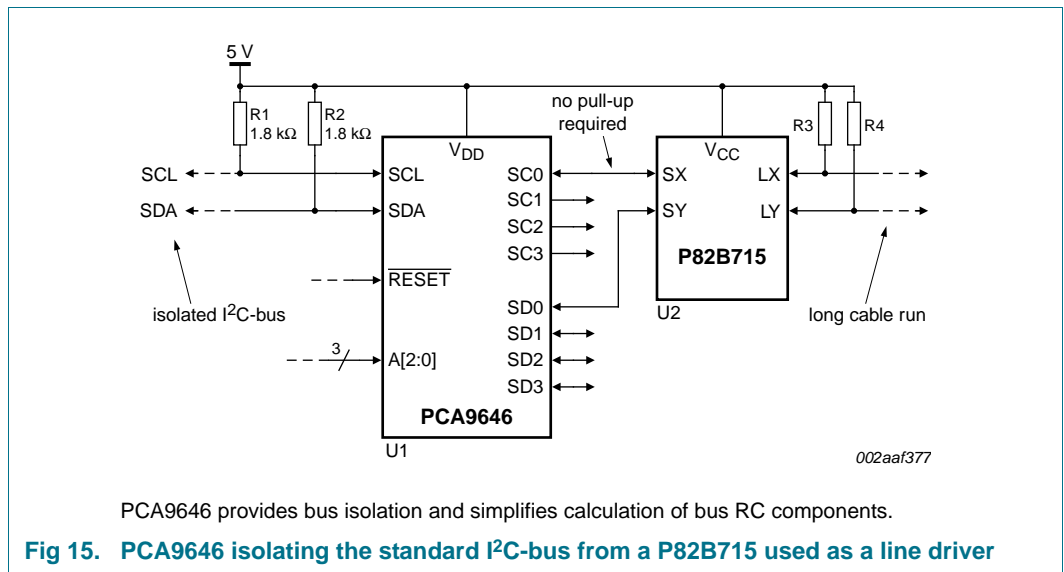 5 V
R1
1.8 kΩ
R2
1.8 kΩ
no pull-up
required
R3
R4
VDD
VCC
SCL
SCL
SC0
SX
LX
SDA
SDA
SC1
SY
LY
SC2
SC3
P82B715
RESET
isolated I2C-bus
SD0
U2
long cable run
SD1
3
A[2:0]
SD2
SD3
PCA9646
U1
002aaf377
PCA9646 provides bus isolation and simplifies calculation of bus RC components.
Fig 15. PCA9646 isolating the standard I2C-bus from a P82B715 used as a line driver